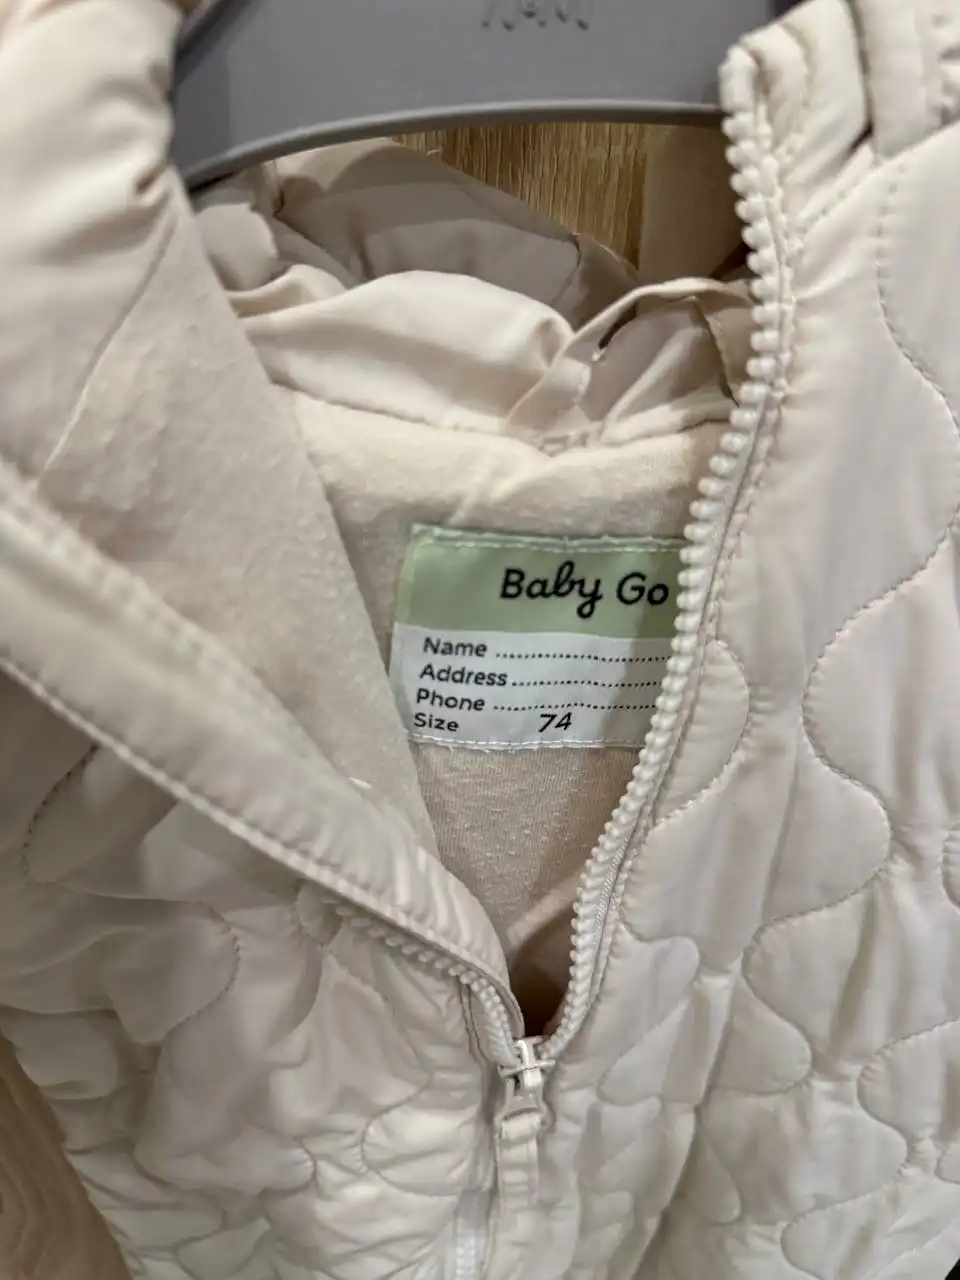 Baby Go
Name ........................
Address ........................
Phone ........................
Size 74